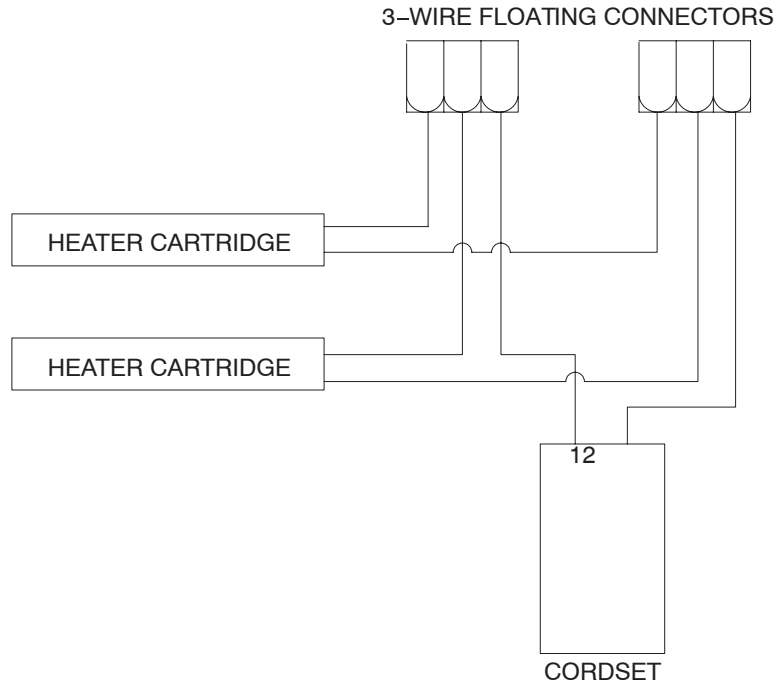 3–WIRE FLOATING CONNECTORS
HEATER CARTRIDGE
HEATER CARTRIDGE
12
CORDSET